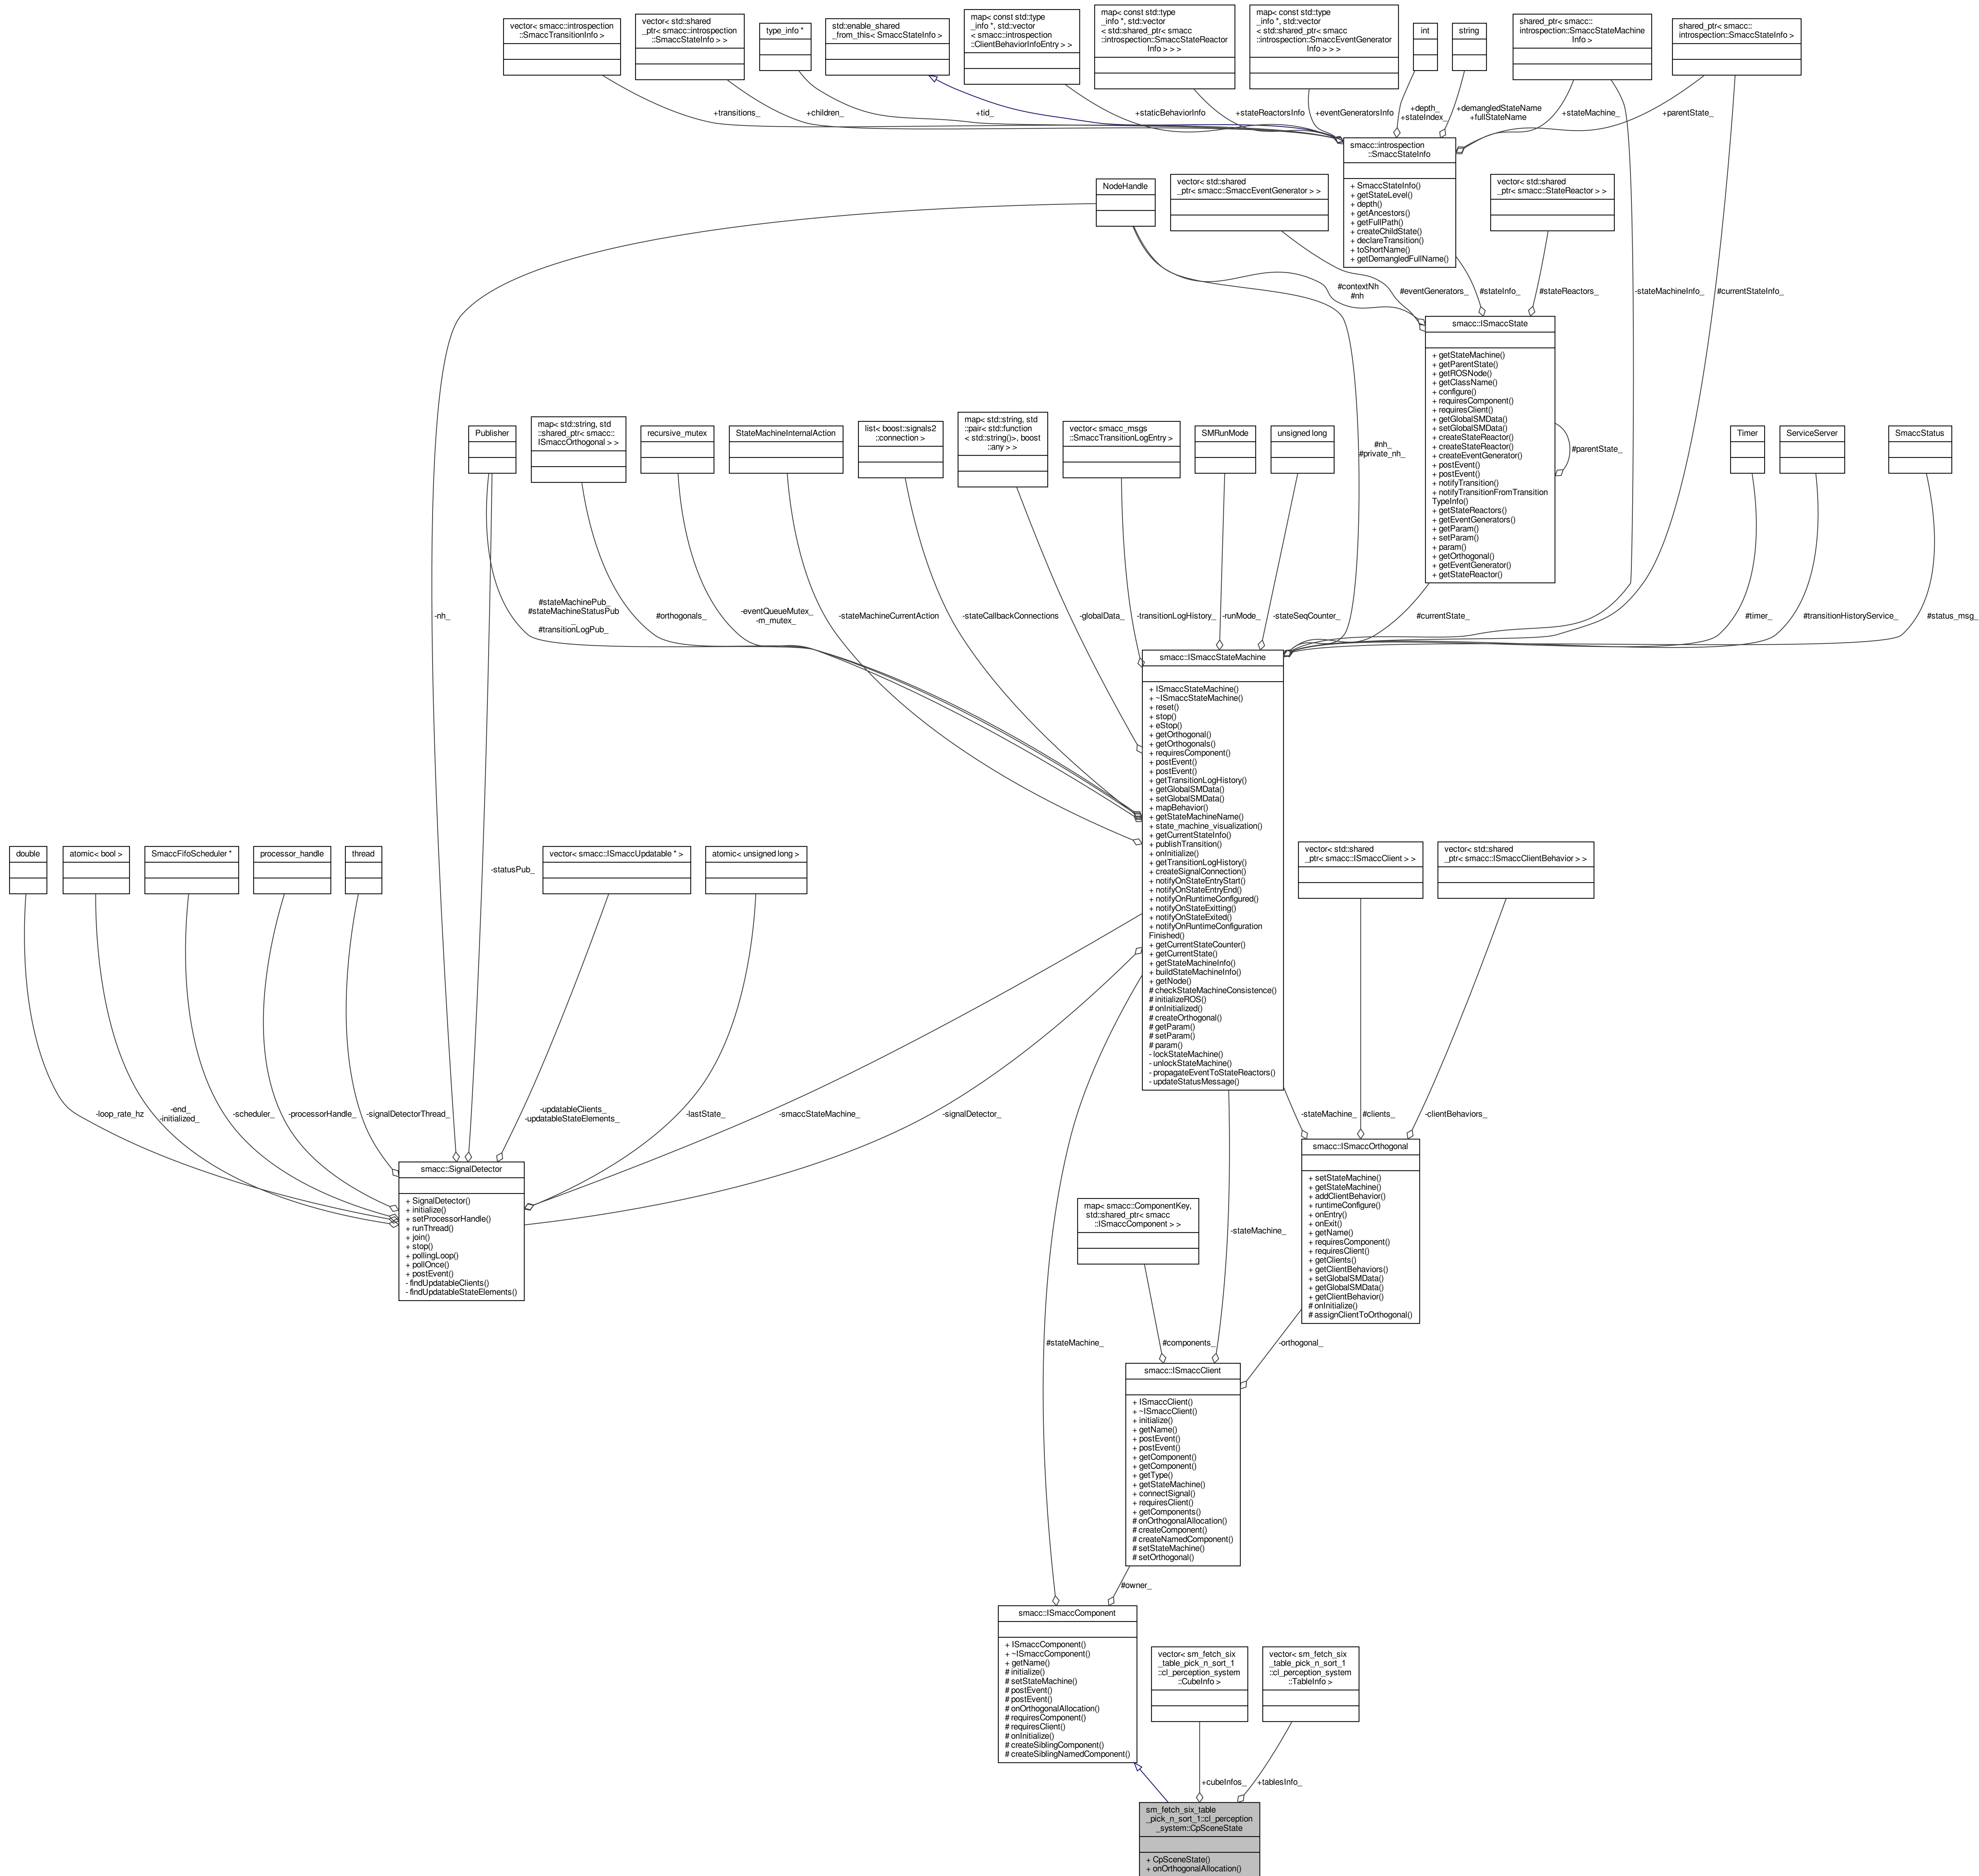 vector< smacc::introspection
::SmaccTransitionInfo >
vector< std::shared
_ptr< smacc::introspection
::SmaccStateInfo > >
type_info *
std::enable_shared
_from_this< SmaccStateInfo >
map< const std::type
_info *, std::vector
< smacc::introspection
::ClientBehaviorInfoEntry > >
map< const std::type
_info *, std::vector
< std::shared_ptr< smacc
::introspection::SmaccStateReactor
Info > > >
map< const std::type
_info *, std::vector
< std::shared_ptr< smacc
::introspection::SmaccEventGenerator
Info > > >
int
string
shared_ptr< smacc::
introspection::SmaccStateMachine
Info >
shared_ptr< smacc::
introspection::SmaccStateInfo >
+transitions_
+children_
+tid_
+staticBehaviorInfo
+stateReactorsInfo
+eventGeneratorsInfo
+depth_
+stateIndex_
+demangledStateName
+fullStateName
+stateMachine_
+parentState_
smacc::introspection
::SmaccStateInfo
+ SmaccStateInfo()
+ getStateLevel()
+ depth()
+ getAncestors()
+ getFullPath()
+ createChildState()
+ declareTransition()
+ toShortName()
+ getDemangledFullName()
NodeHandle
vector< std::shared
_ptr< smacc::SmaccEventGenerator > >
vector< std::shared
_ptr< smacc::StateReactor > >
#contextNh
#nh
#eventGenerators_
#stateInfo_
#stateReactors_
-stateMachineInfo_
#currentStateInfo_
smacc::ISmaccState
+ getStateMachine()
+ getParentState()
+ getROSNode()
+ getClassName()
+ configure()
+ requiresComponent()
+ requiresClient()
+ getGlobalSMData()
+ setGlobalSMData()
+ createStateReactor()
+ createStateReactor()
+ createEventGenerator()
+ postEvent()
+ postEvent()
+ notifyTransition()
+ notifyTransitionFromTransition
TypeInfo()
+ getStateReactors()
+ getEventGenerators()
+ getParam()
+ setParam()
+ param()
+ getOrthogonal()
+ getEventGenerator()
+ getStateReactor()
#parentState_
Publisher
map< std::string, std
::shared_ptr< smacc::
ISmaccOrthogonal > >
recursive_mutex
StateMachineInternalAction
list< boost::signals2
::connection >
map< std::string, std
::pair< std::function
< std::string()>, boost
::any > >
vector< smacc_msgs
::SmaccTransitionLogEntry >
SMRunMode
unsigned long
#nh_
#private_nh_
Timer
ServiceServer
SmaccStatus
-nh_
#stateMachinePub_
#stateMachineStatusPub
_
#transitionLogPub_
#orthogonals_
-eventQueueMutex_
-m_mutex_
-stateMachineCurrentAction
-stateCallbackConnections
-globalData_
-transitionLogHistory_
-runMode_
-stateSeqCounter_
#currentState_
#timer_
#transitionHistoryService_
#status_msg_
smacc::ISmaccStateMachine
+ ISmaccStateMachine()
+ ~ISmaccStateMachine()
+ reset()
+ stop()
+ eStop()
+ getOrthogonal()
+ getOrthogonals()
+ requiresComponent()
+ postEvent()
+ postEvent()
+ getTransitionLogHistory()
+ getGlobalSMData()
+ setGlobalSMData()
+ mapBehavior()
+ getStateMachineName()
+ state_machine_visualization()
+ getCurrentStateInfo()
+ publishTransition()
+ onInitialize()
+ getTransitionLogHistory()
+ createSignalConnection()
+ notifyOnStateEntryStart()
+ notifyOnStateEntryEnd()
+ notifyOnRuntimeConfigured()
+ notifyOnStateExitting()
+ notifyOnStateExited()
+ notifyOnRuntimeConfiguration
Finished()
+ getCurrentStateCounter()
+ getCurrentState()
+ getStateMachineInfo()
+ buildStateMachineInfo()
+ getNode()
# checkStateMachineConsistence()
# initializeROS()
# onInitialized()
# createOrthogonal()
# getParam()
# setParam()
# param()
- lockStateMachine()
- unlockStateMachine()
- propagateEventToStateReactors()
- updateStatusMessage()
double
atomic< bool >
SmaccFifoScheduler *
processor_handle
thread
-statusPub_
vector< smacc::ISmaccUpdatable * >
atomic< unsigned long >
vector< std::shared
_ptr< smacc::ISmaccClient > >
vector< std::shared
_ptr< smacc::ISmaccClientBehavior > >
-loop_rate_hz
-end_
-initialized_
-scheduler_
-processorHandle_
-signalDetectorThread_
-updatableClients_
-updatableStateElements_
-lastState_
-smaccStateMachine_
-signalDetector_
-stateMachine_
#clients_
-clientBehaviors_
smacc::SignalDetector
+ SignalDetector()
+ initialize()
+ setProcessorHandle()
+ runThread()
+ join()
+ stop()
+ pollingLoop()
+ pollOnce()
+ postEvent()
- findUpdatableClients()
- findUpdatableStateElements()
smacc::ISmaccOrthogonal
+ setStateMachine()
+ getStateMachine()
+ addClientBehavior()
+ runtimeConfigure()
+ onEntry()
+ onExit()
+ getName()
+ requiresComponent()
+ requiresClient()
+ getClients()
+ getClientBehaviors()
+ setGlobalSMData()
+ getGlobalSMData()
+ getClientBehavior()
# onInitialize()
# assignClientToOrthogonal()
map< smacc::ComponentKey,
std::shared_ptr< smacc
::ISmaccComponent > >
-stateMachine_
#stateMachine_
#components_
-orthogonal_
smacc::ISmaccClient
+ ISmaccClient()
+ ~ISmaccClient()
+ initialize()
+ getName()
+ postEvent()
+ postEvent()
+ getComponent()
+ getComponent()
+ getType()
+ getStateMachine()
+ connectSignal()
+ requiresClient()
+ getComponents()
# onOrthogonalAllocation()
# createComponent()
# createNamedComponent()
# setStateMachine()
# setOrthogonal()
#owner_
smacc::ISmaccComponent
+ ISmaccComponent()
+ ~ISmaccComponent()
+ getName()
# initialize()
# setStateMachine()
# postEvent()
# postEvent()
# onOrthogonalAllocation()
# requiresComponent()
# requiresClient()
# onInitialize()
# createSiblingComponent()
# createSiblingNamedComponent()
vector< sm_fetch_six
_table_pick_n_sort_1
::cl_perception_system
::CubeInfo >
vector< sm_fetch_six
_table_pick_n_sort_1
::cl_perception_system
::TableInfo >
+cubeInfos_
+tablesInfo_
sm_fetch_six_table
_pick_n_sort_1::cl_perception
_system::CpSceneState
+ CpSceneState()
+ onOrthogonalAllocation()